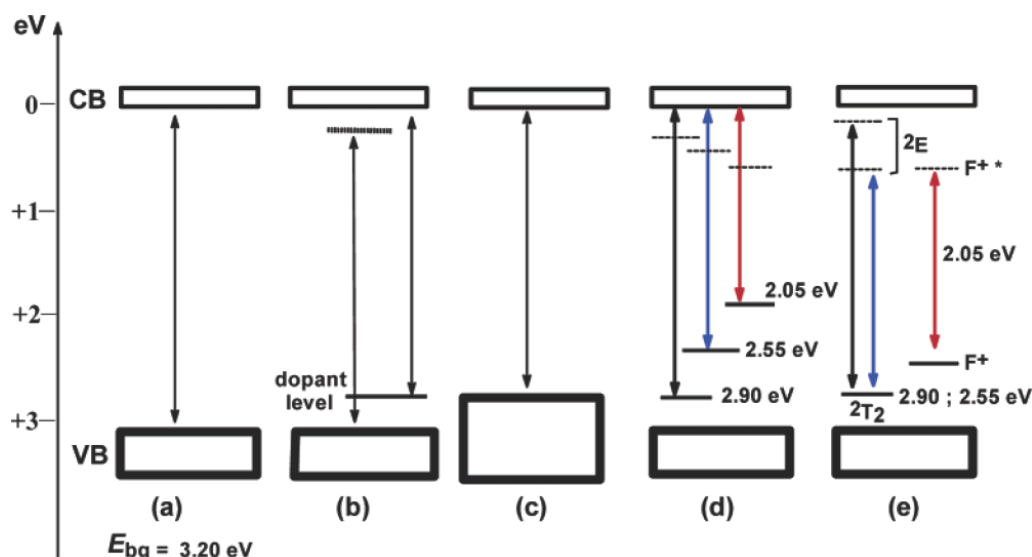 eV
0
CB
+1
+2
+3
VB
dopant
level
2.05 eV
2.55 eV
2.90 eV
2E
F+ *
2.05 eV
F+
2T2
2.90 ; 2.55 eV
(a)
(b)
(c)
(d)
(e)
Ebg = 3.20 eV